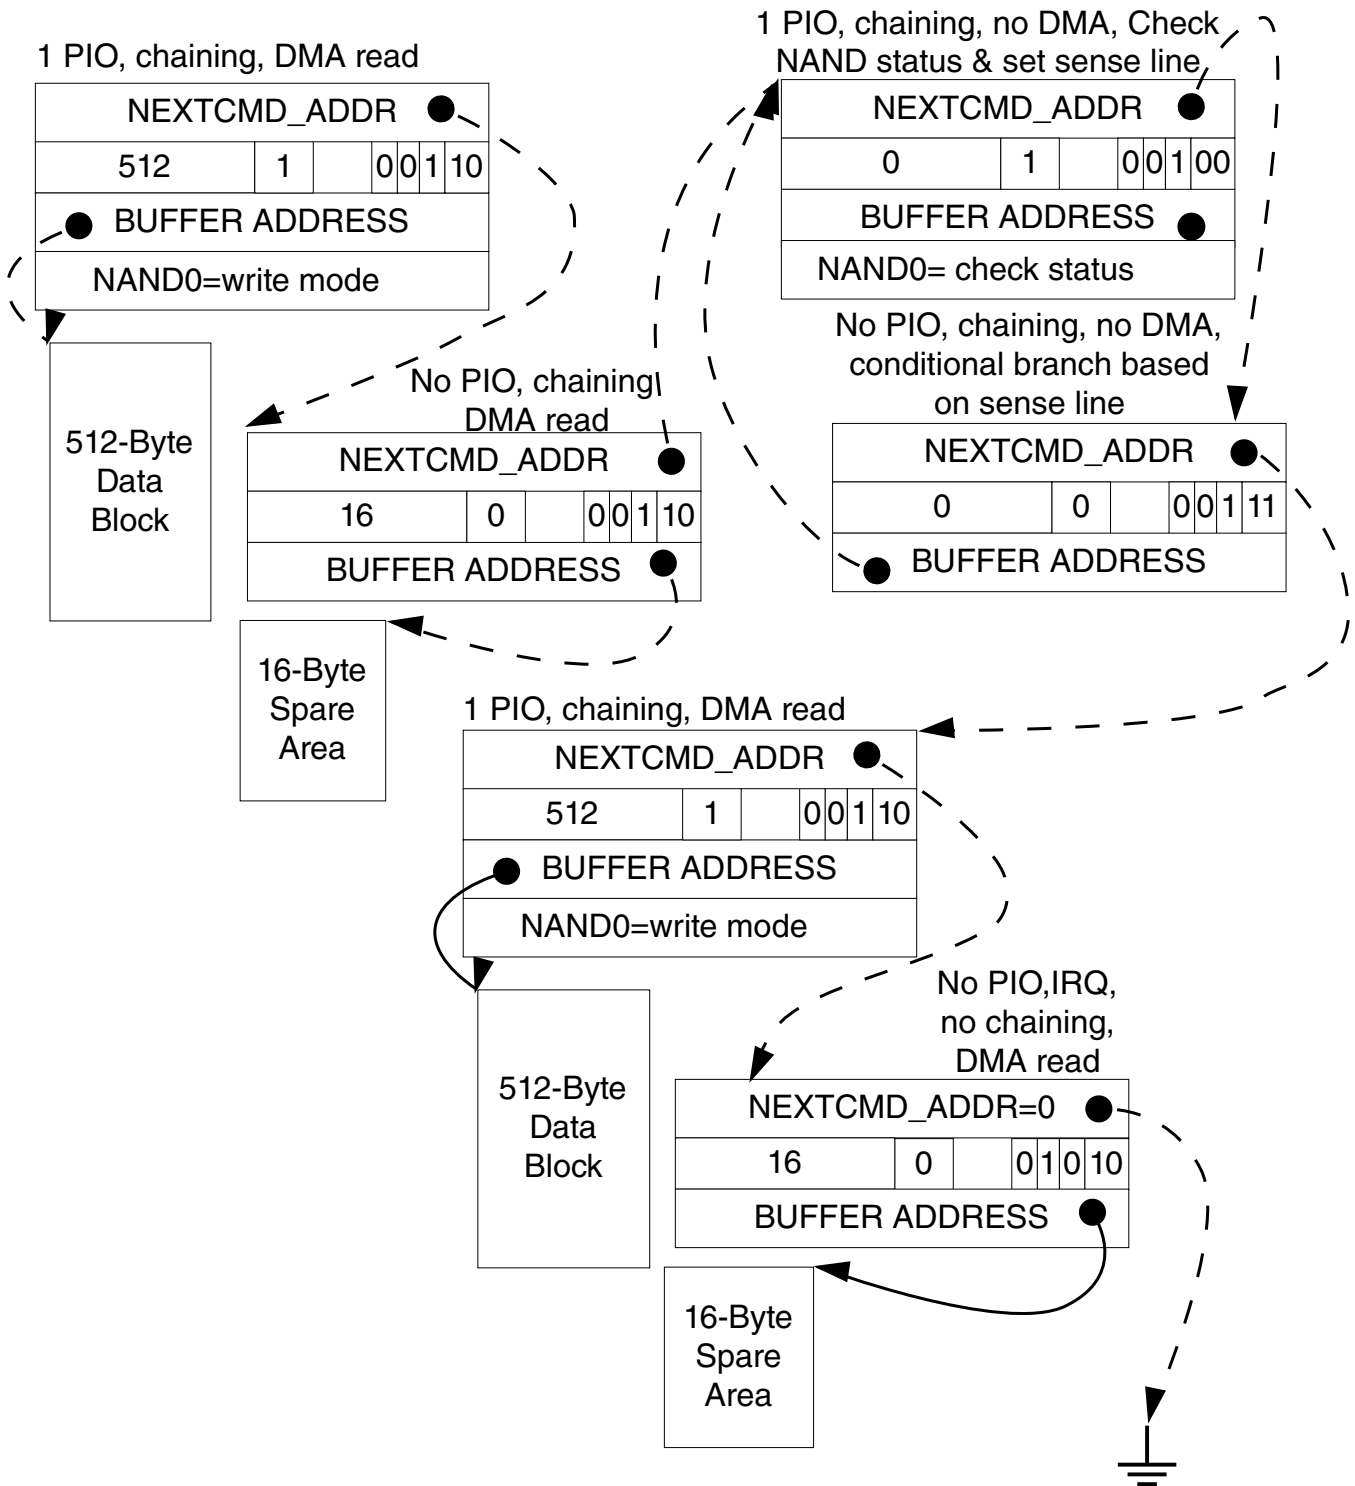 1 PIO, chaining, DMA read
NEXTCMD_ADDR
512 1 0 0 1 10
BUFFER ADDRESS
NAND0=write mode
512-Byte
Data
Block
No PIO, chaining
DMA read
NEXTCMD_ADDR
16 0 0 0 1 10
BUFFER ADDRESS
16-Byte
Spare
Area
1 PIO, chaining, no DMA, Check
NAND status & set sense line
NEXTCMD_ADDR
0 1 0 0 1 00
BUFFER ADDRESS
NAND0= check status
No PIO, chaining, no DMA,
conditional branch based
on sense line
NEXTCMD_ADDR
0 0 0 0 1 11
BUFFER ADDRESS
1 PIO, chaining, DMA read
NEXTCMD_ADDR
512 1 0 0 1 10
BUFFER ADDRESS
NAND0=write mode
512-Byte
Data
Block
No PIO,IRQ,
no chaining,
DMA read
NEXTCMD_ADDR=0
16 0 0 1 0 10
BUFFER ADDRESS
16-Byte
Spare
Area